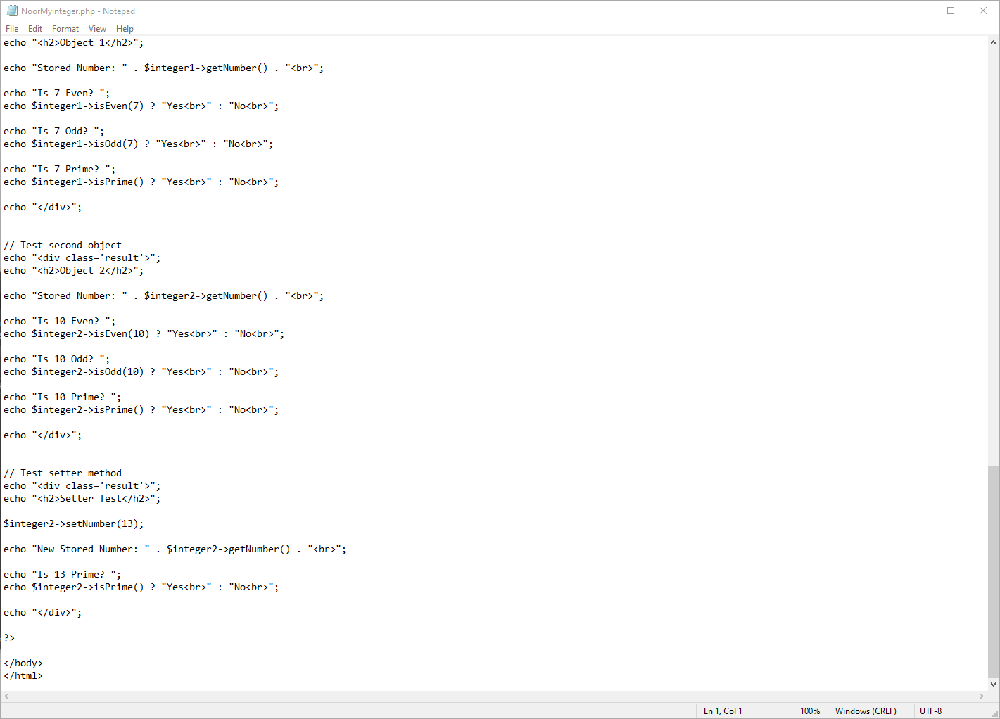 NoorMyInteger.php - Notepad
File Edit Format View Help
echo "<h2>Object 1</h2>";
echo "Stored Number: " . $integer1->getNumber() . "<br>";
echo "Is 7 Even? ";
echo $integer1->isEven(7) ? "Yes<br>" : "No<br>";
echo "Is 7 Odd? ";
echo $integer1->isOdd(7) ? "Yes<br>" : "No<br>";
echo "Is 7 Prime? ";
echo $integer1->isPrime() ? "Yes<br>" : "No<br>";
echo "</div>";
// Test second object
echo "<div class='result'>";
echo "<h2>Object 2</h2>";
echo "Stored Number: " . $integer2->getNumber() . "<br>";
echo "Is 10 Even? ";
echo $integer2->isEven(10) ? "Yes<br>" : "No<br>";
echo "Is 10 Odd? ";
echo $integer2->isOdd(10) ? "Yes<br>" : "No<br>";
echo "Is 10 Prime? ";
echo $integer2->isPrime() ? "Yes<br>" : "No<br>";
echo "</div>";
// Test setter method
echo "<div class='result'>";
echo "<h2>Setter Test</h2>";
$integer2->setNumber(13);
echo "New Stored Number: " . $integer2->getNumber() . "<br>";
echo "Is 13 Prime? ";
echo $integer2->isPrime() ? "Yes<br>" : "No<br>";
echo "</div>";
?>
</body>
</html>
Ln 1, Col 1 100% Windows (CRLF) UTF-8